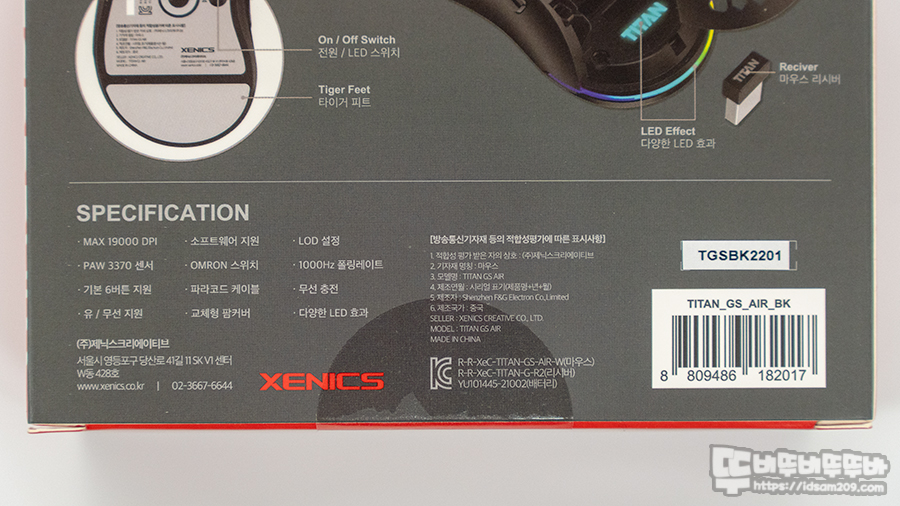 XENICS
On / Off Switch
전원 / LED 스위치
Tiger Feet
타이거 피트
TITAN
TITAN
Reciver
마우스 리시버
LED Effect
다양한 LED 효과
SPECIFICATION
· MAX 19000 DPI
· 소프트웨어 지원
· LOD 설정
· PAW 3370 센서
· OMRON 스위치
· 1000Hz 폴링레이트
· 기본 6버튼 지원
· 파라코드 케이블
· 무선 충전
· 유 / 무선 지원
· 교체형 팜커버
· 다양한 LED 효과
(주)제닉스크리에이티브
서울시 영등포구 당산로 41길 11 SK V1 센터
W동 428호
www.xenics.co.kr | 02-3667-6644
XENICS
[방송통신기자재 등의 적합성평가에 따른 표시사항]
1. 적합성 평가 받은 자의 상호 : (주)제닉스크리에이티브
2. 기자재 명칭 : 마우스
3. 모델명 : TITAN GS AIR
4. 제조연월 : 시리얼 표기(제품명+년+월)
5. 제조자 : Shenzhen F&G Electron Co,.Limited
6. 제조국가 : 중국
SELLER : XENICS CREATIVE CO., LTD.
MODEL : TITAN GS AIR
MADE IN CHINA
R-R-XeC-TITAN-GS-AIR-W(마우스)
R-R-XeC-TITAN-G-R2(리시버)
YU101445-21002(배터리)
TGSBK2201
TITAN_GS_AIR_BK
8 809486 182017
또바뚜바뚜뚜바
https://idsam209.com